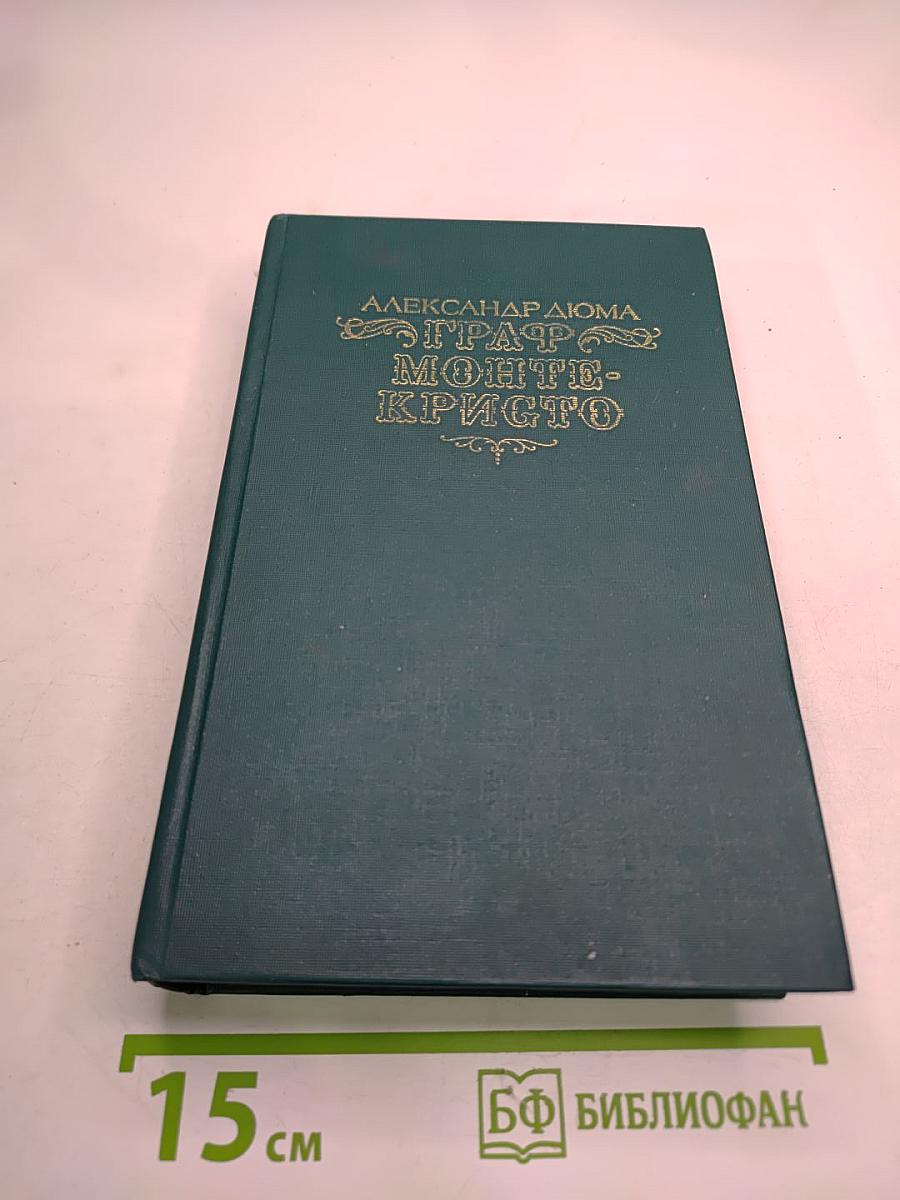 АЛЕКСАНДР ДЮМА
ГРАФ
МОНТЕ-
КРИСТО
15 см
БФ БИБЛИОФАН